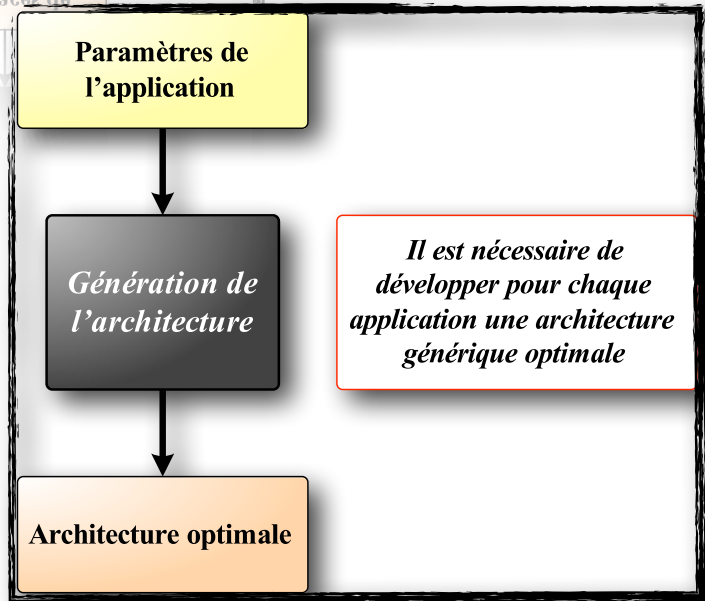 Paramètres de
l’application
Génération de
l’architecture
Il est nécessaire de
développer pour chaque
application une architecture
générique optimale
Architecture optimale